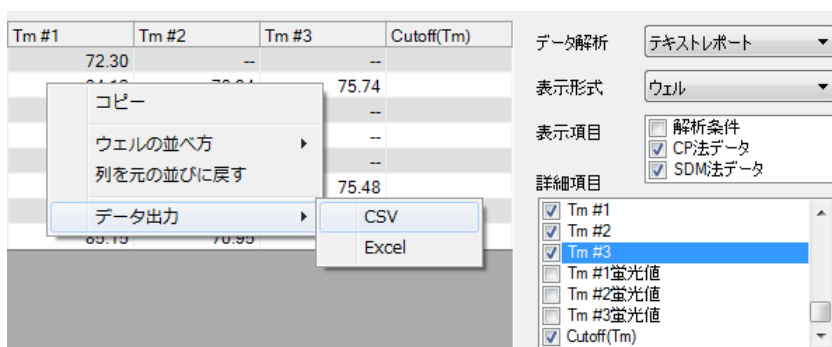 Tm #1 Tm #2 Tm #3 Cutoff(Tm)
72.30 -- --
75.74
--
--
--
75.48
85.15 70.95
コピー
ウェルの並べ方
列を元の並びに戻す
データ出力
CSV
Excel
データ解析 テキストレポート
表示形式 ウェル
表示項目 解析条件
CP法データ
SDM法データ
詳細項目
Tm #1
Tm #2
Tm #3
Tm #1蛍光値
Tm #2蛍光値
Tm #3蛍光値
Cutoff(Tm)